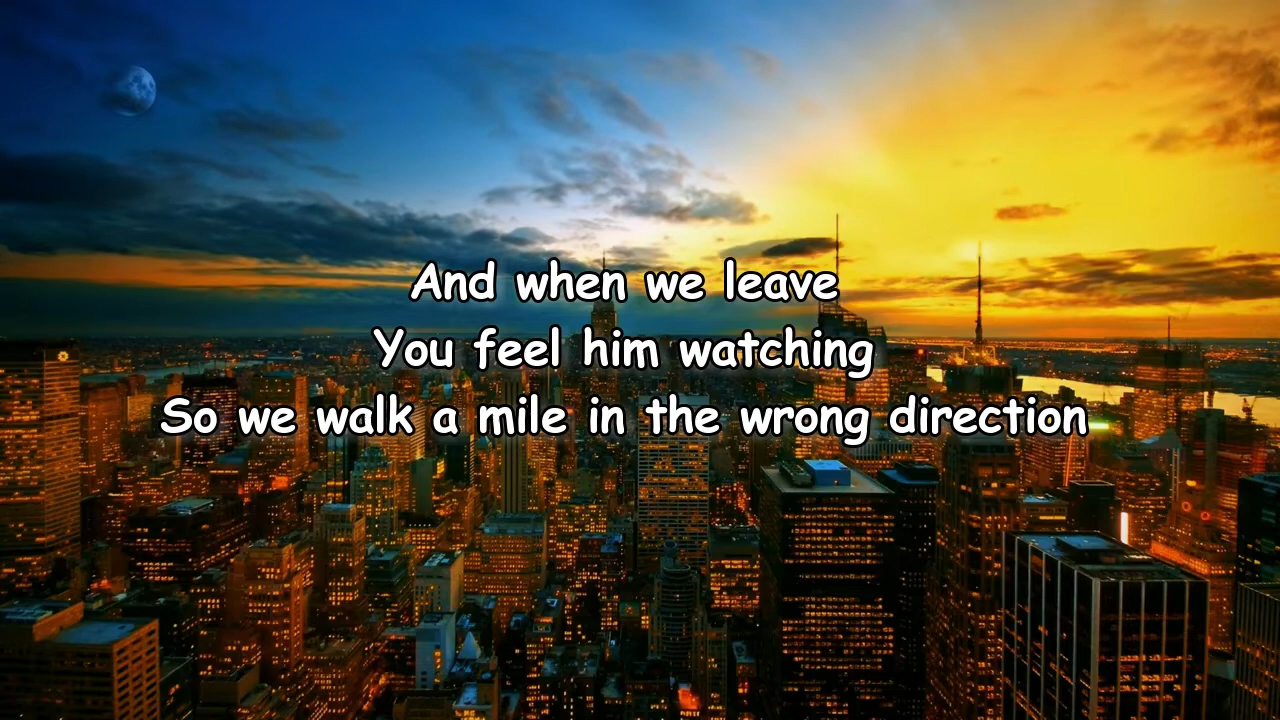 And when we leave
You feel him watching
So we walk a mile in the wrong direction